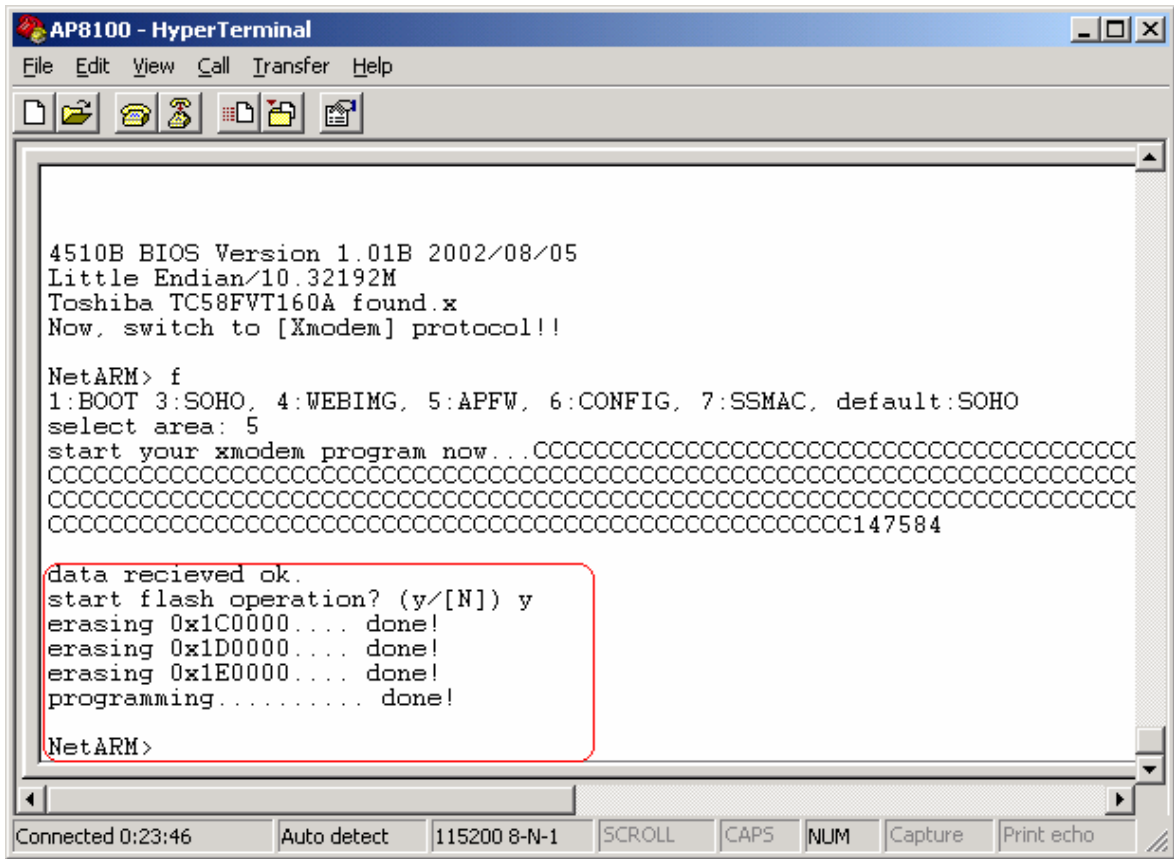 AP8100 - HyperTerminal
File Edit View Call Transfer Help
4510B BIOS Version 1.01B 2002/08/05
Little Endian/10.32192M
Toshiba TC58FVT160A found.x
Now, switch to [Xmodem] protocol!!
NetARM> f
1:BOOT 3:SOHO, 4:WEBIMG, 5:APFW, 6:CONFIG, 7:SSMAC, default:SOHO
select area: 5
start your xmodem program now...CCCCCCCCCCCCCCCCCCCCCCCCCCCCCCCCCCCCCCCC
CCCCCCCCCCCCCCCCCCCCCCCCCCCCCCCCCCCCCCCCCCCCCCCCCCCCCCCCCCCCCCCCCCCCCCCC
CCCCCCCCCCCCCCCCCCCCCCCCCCCCCCCCCCCCCCCCCCCCCCCCCCCCCCCCCCCCCCCCCCCCCCCC
CCCCCCCCCCCCCCCCCCCCCCCCCCCCCCCCCCCCCCCCCCCCCCCCCCCCC147584
data recieved ok.
start flash operation? (y/[N]) y
erasing 0x1C0000.... done!
erasing 0x1D0000.... done!
erasing 0x1E0000.... done!
programming.......... done!
NetARM>
Connected 0:23:46 Auto detect 115200 8-N-1 SCROLL CAPS NUM Capture Print echo